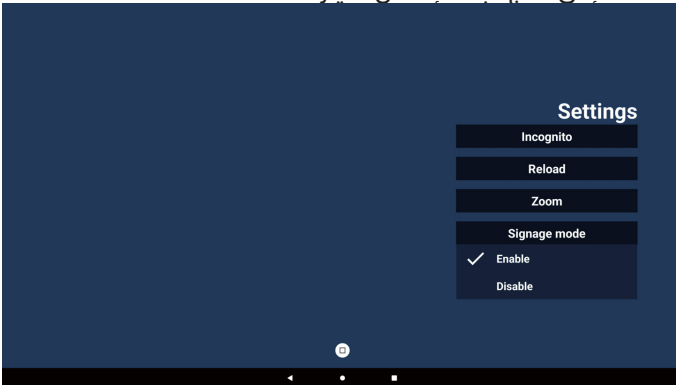 Settings
Incognito
Reload
Zoom
Signage mode
Enable
Disable